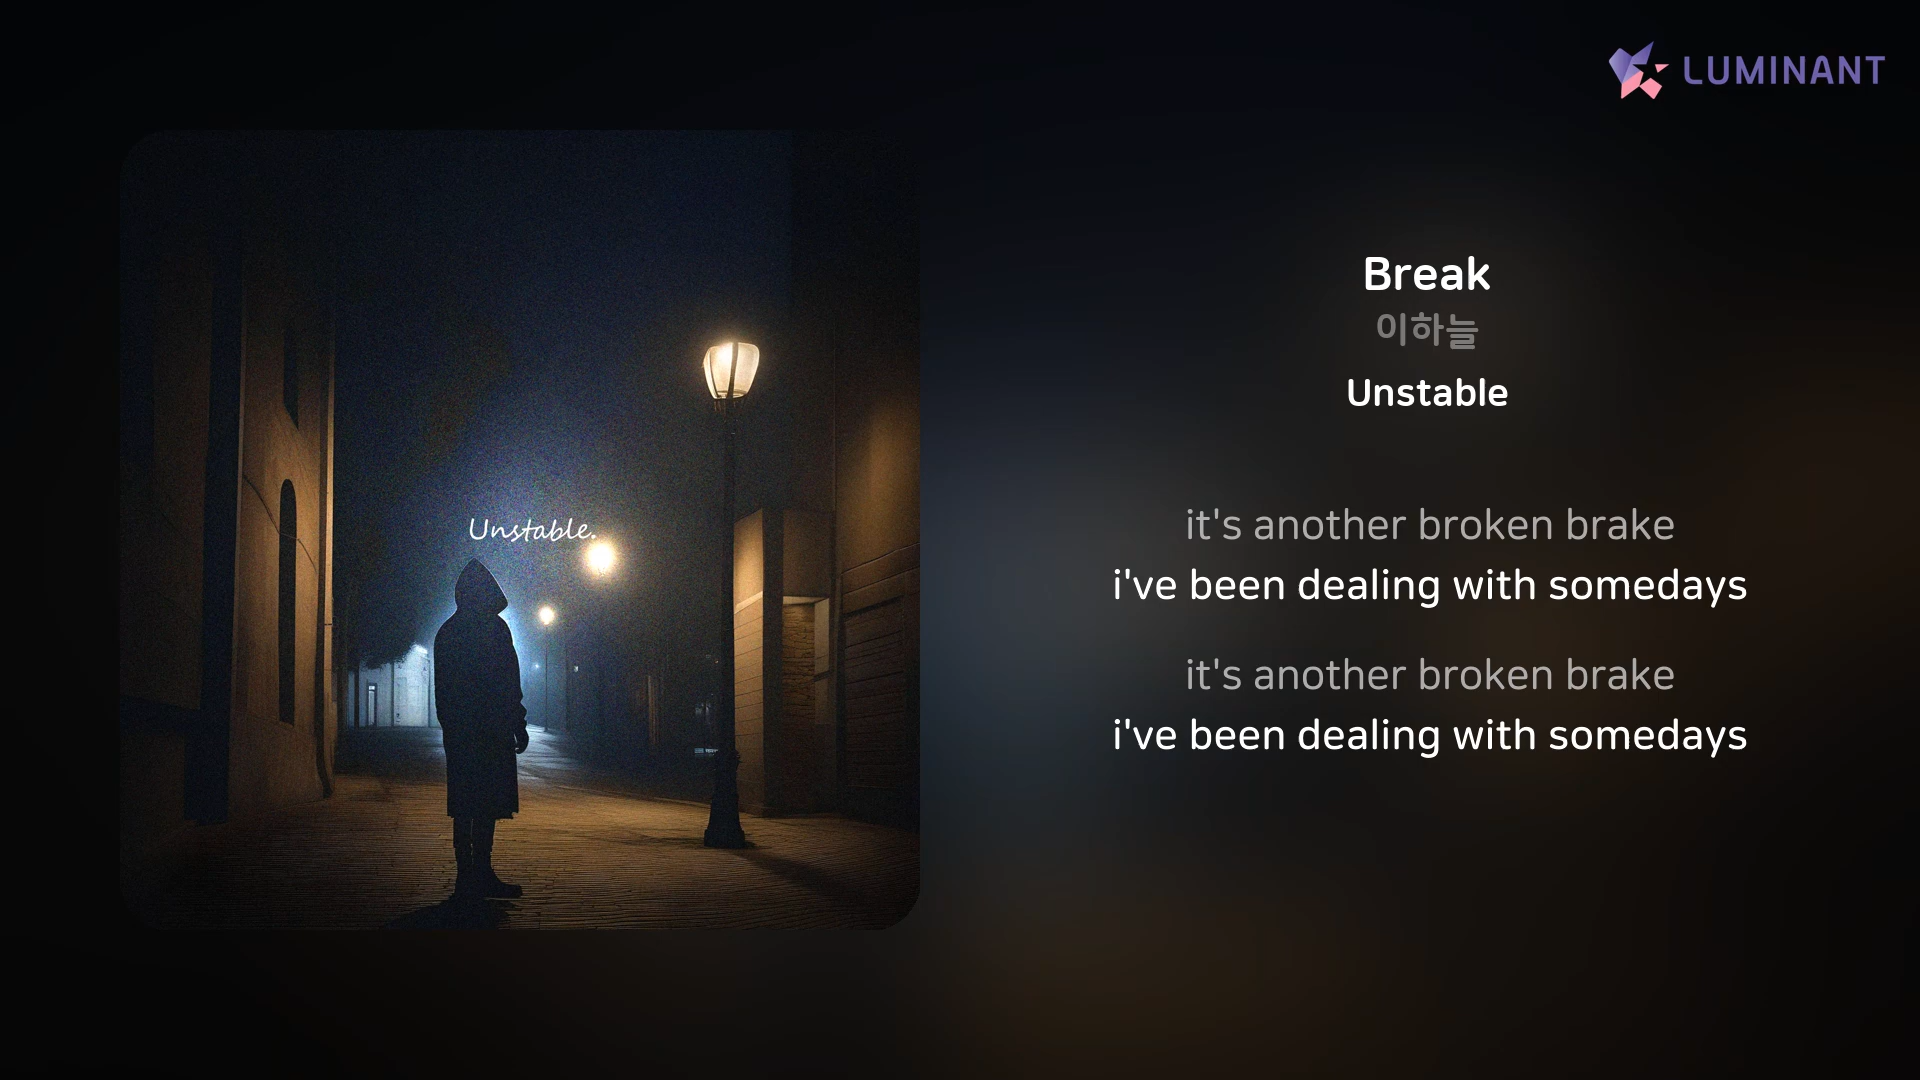 LUMINANT
Unstable.
Break
이하늘
Unstable
it's another broken brake
i've been dealing with somedays
it's another broken brake
i've been dealing with somedays